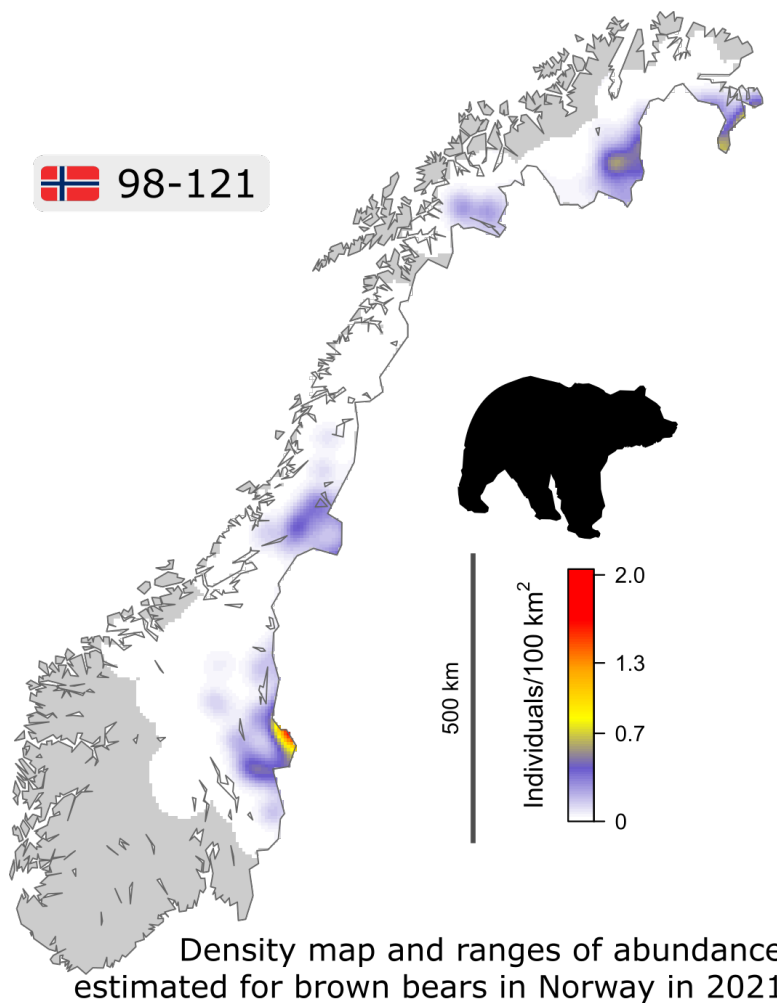 98-121
500 km
Individuals/100 km²
2.0
1.3
0.7
0
Density map and ranges of abundance
estimated for brown bears in Norway in 2021